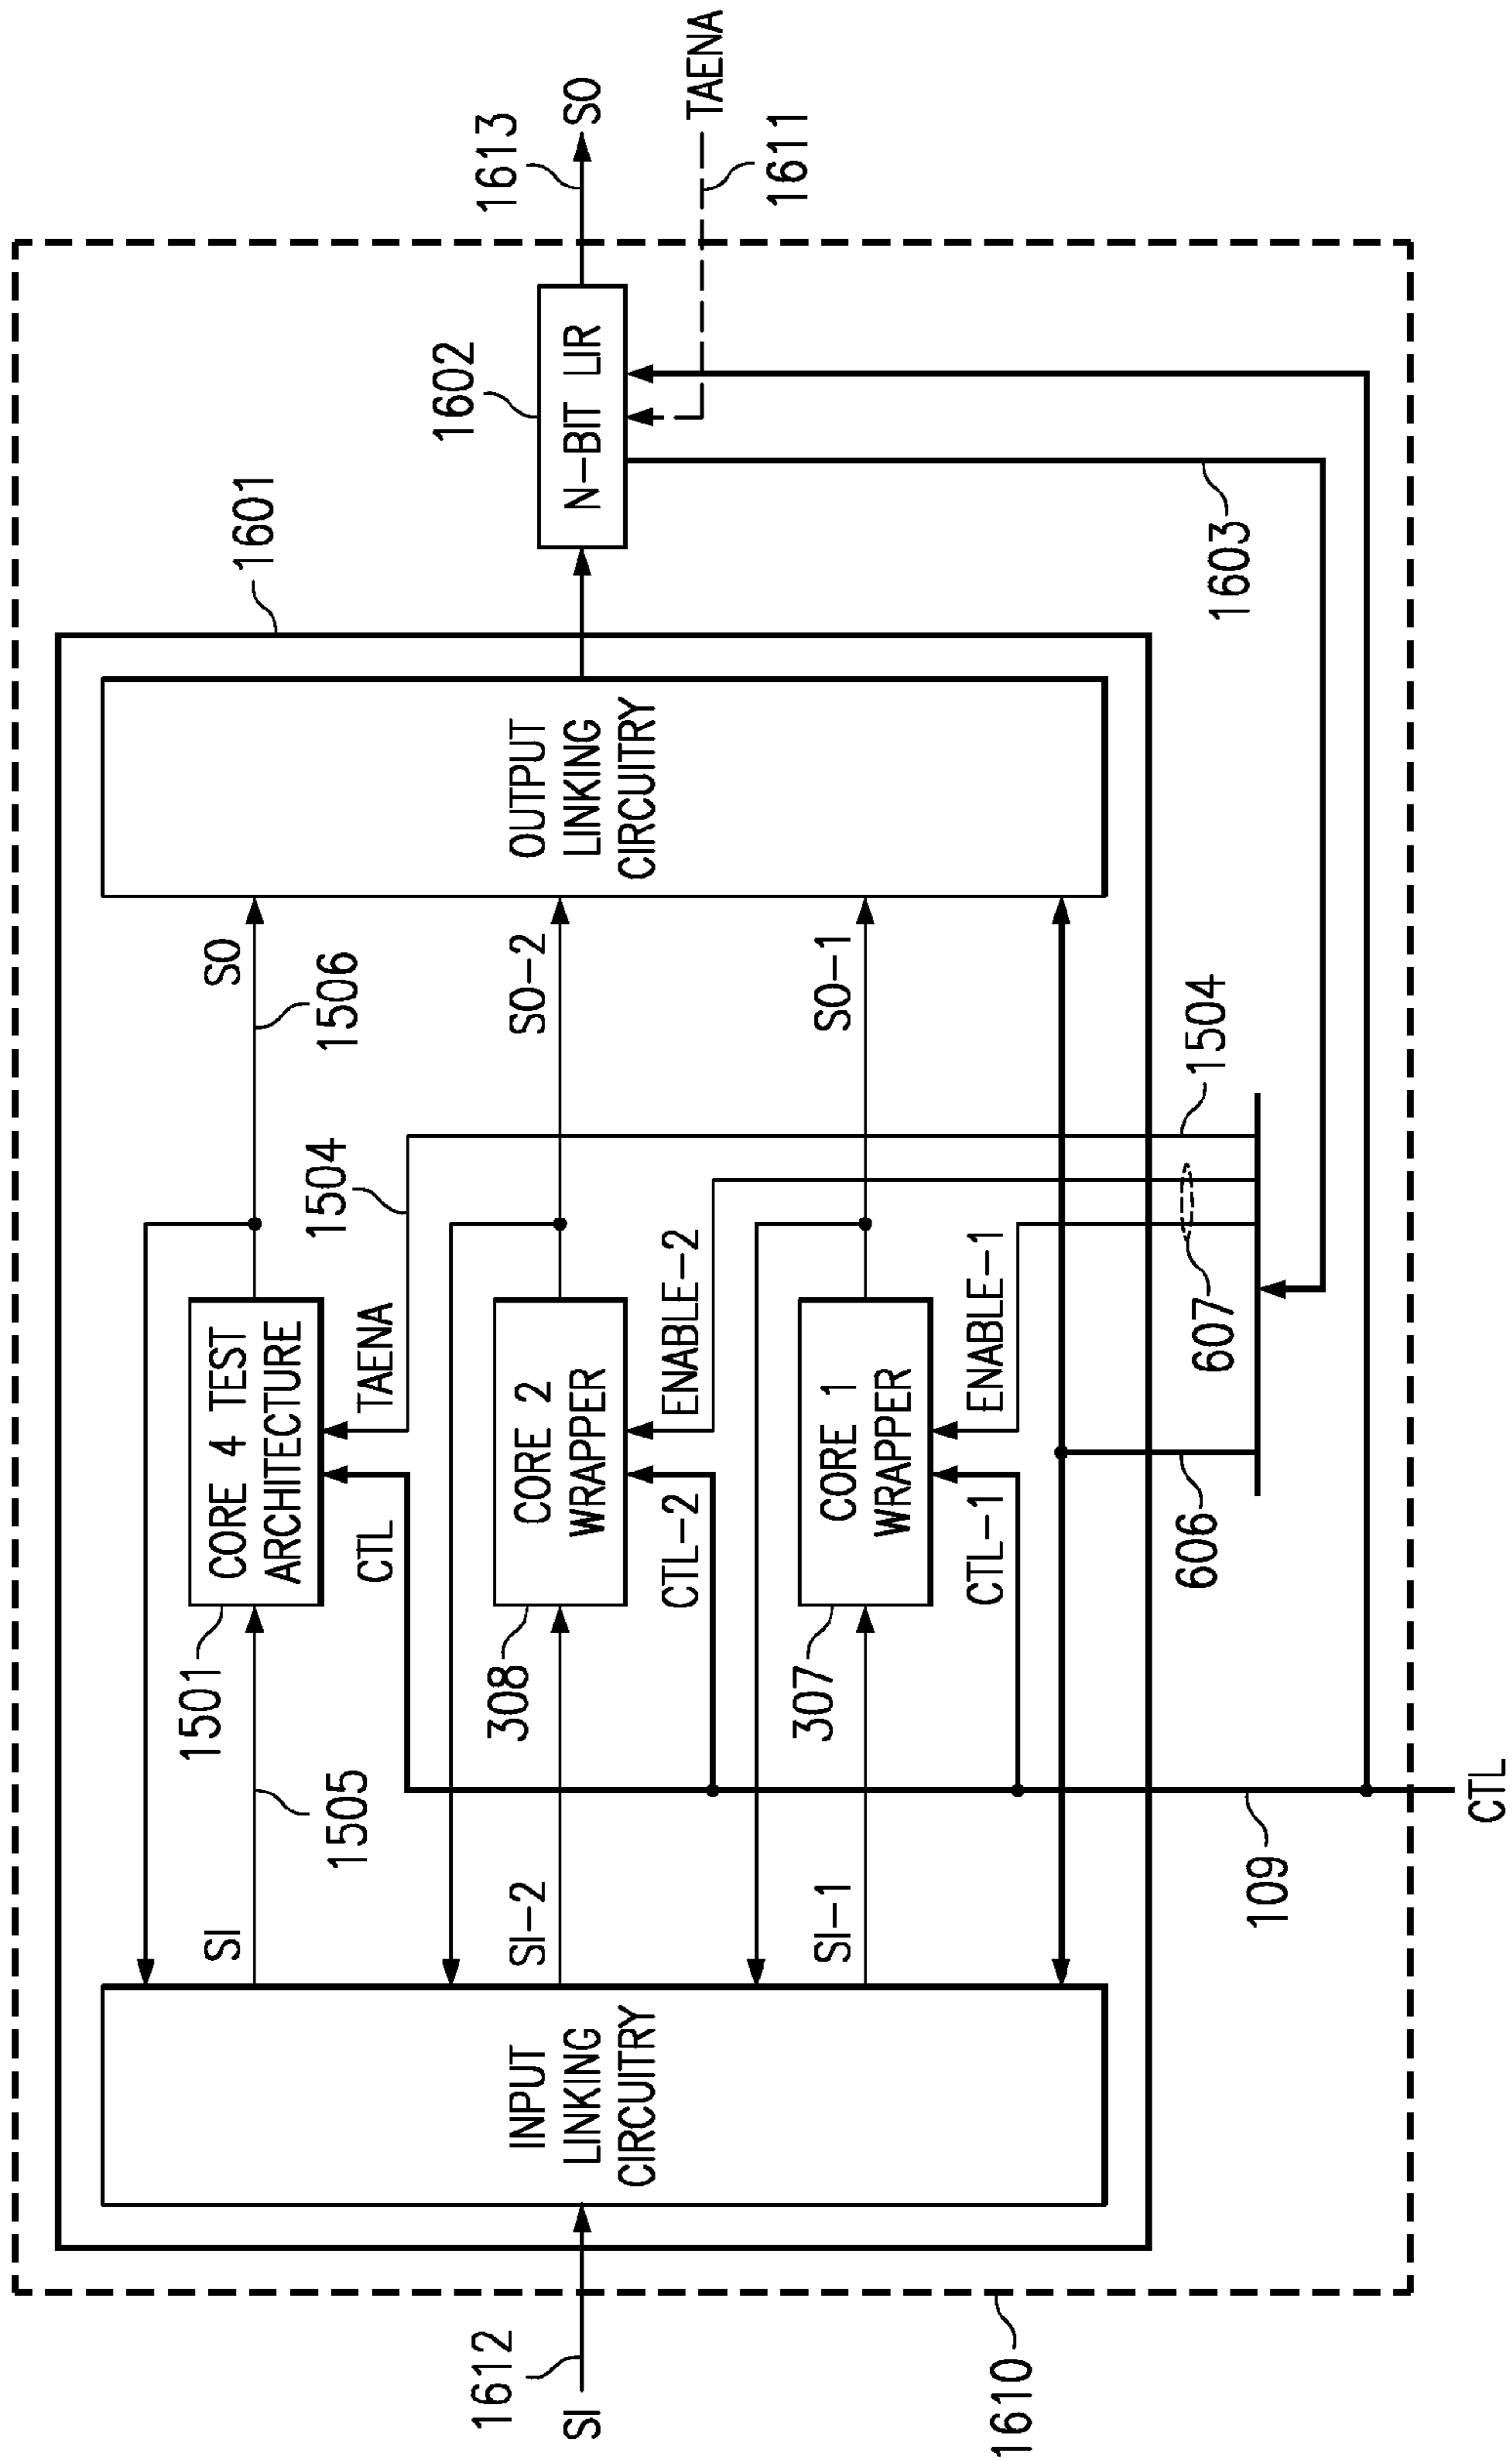 1601
1602
1613
SO
TAENA
1611
1501
CORE 4 TEST
ARCHITECTURE
SI
1505
SO
1506
CTL
TAENA
1504
INPUT
LINKING
CIRCUITRY
OUTPUT
LINKING
CIRCUITRY
N-BIT LIR
1612
SI
SI-2
308
CORE 2
WRAPPER
SO-2
CTL-2
ENABLE-2
SI-1
307
CORE 1
WRAPPER
SO-1
CTL-1
ENABLE-1
1610
109
606
607
1504
1603
CTL